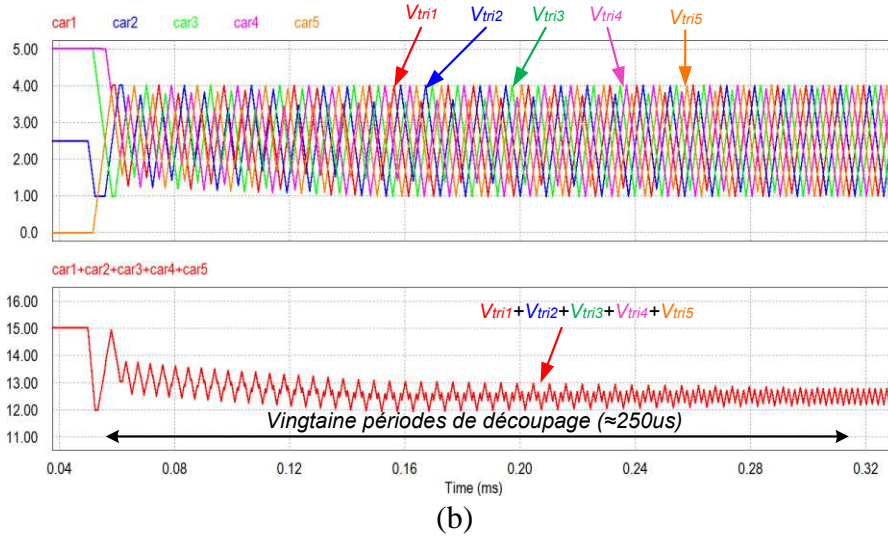 car1 car2 car3 car4 car5
Vtri1 Vtri2 Vtri3 Vtri4 Vtri5
5.00
4.00
3.00
2.00
1.00
0.0
car1+car2+car3+car4+car5
16.00
15.00
14.00
13.00
12.00
11.00
Vtri1+Vtri2+Vtri3+Vtri4+Vtri5
Vingtaine périodes de découpage (≈250us)
0.04 0.08 0.12 0.16 0.20 0.24 0.28 0.32
Time (ms)
(b)